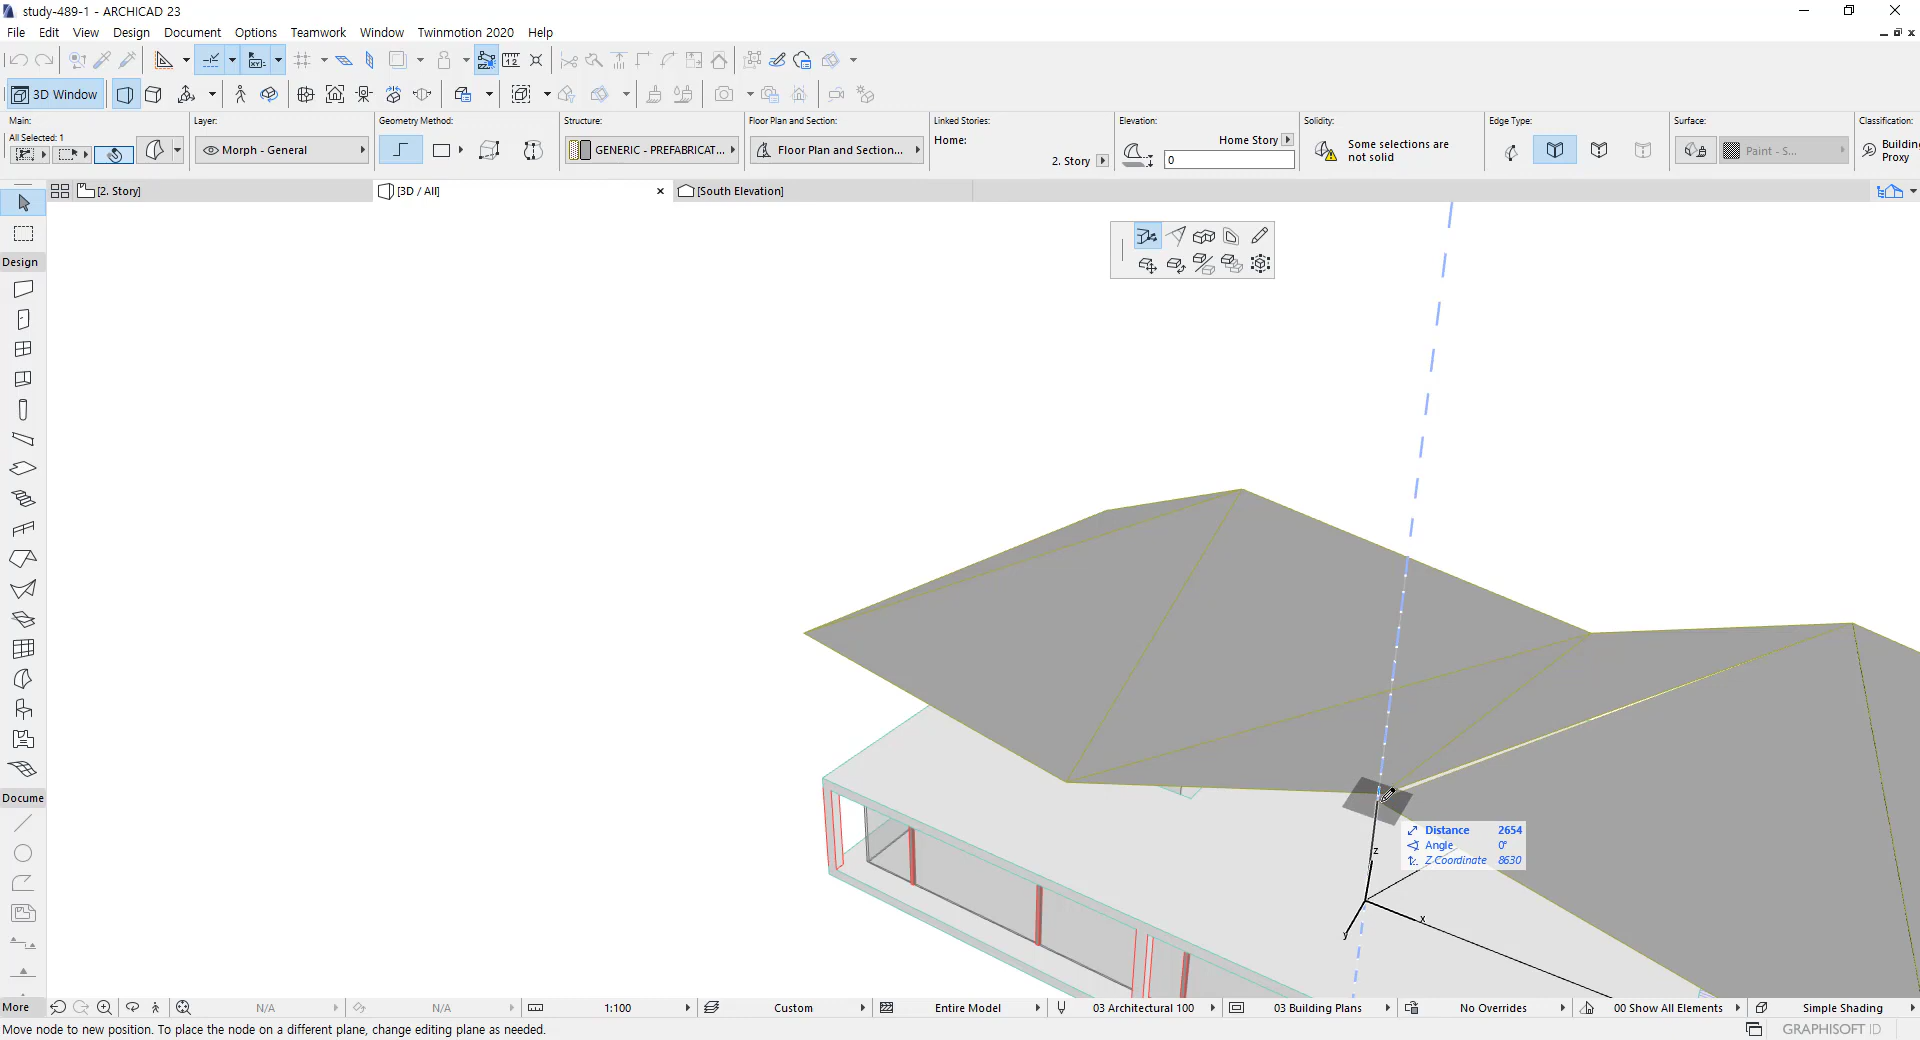 study-489-1 - ARCHICAD 23
File Edit View Design Document Options Teamwork Window Twinmotion 2020 Help
3D Window
Main:
All Selected: 1
Layer:
Morph - General
Geometry Method:
Structure:
GENERIC - PREFABRICAT...
Floor Plan and Section:
Floor Plan and Section...
Linked Stories:
Home:
2. Story
Elevation:
Home Story
0
Solidity:
Some selections are
not solid
Edge Type:
Surface:
Paint - S...
Classification:
Building
Proxy
[2. Story]
[3D / All]
[South Elevation]
Design
Docume
More
Distance 2654
Angle 0°
Z-Coordinate 8630
z
x
y
N/A
N/A
1:100
Custom
Entire Model
03 Architectural 100
03 Building Plans
No Overrides
00 Show All Elements
Simple Shading
Move node to new position. To place the node on a different plane, change editing plane as needed.
GRAPHISOFT ID